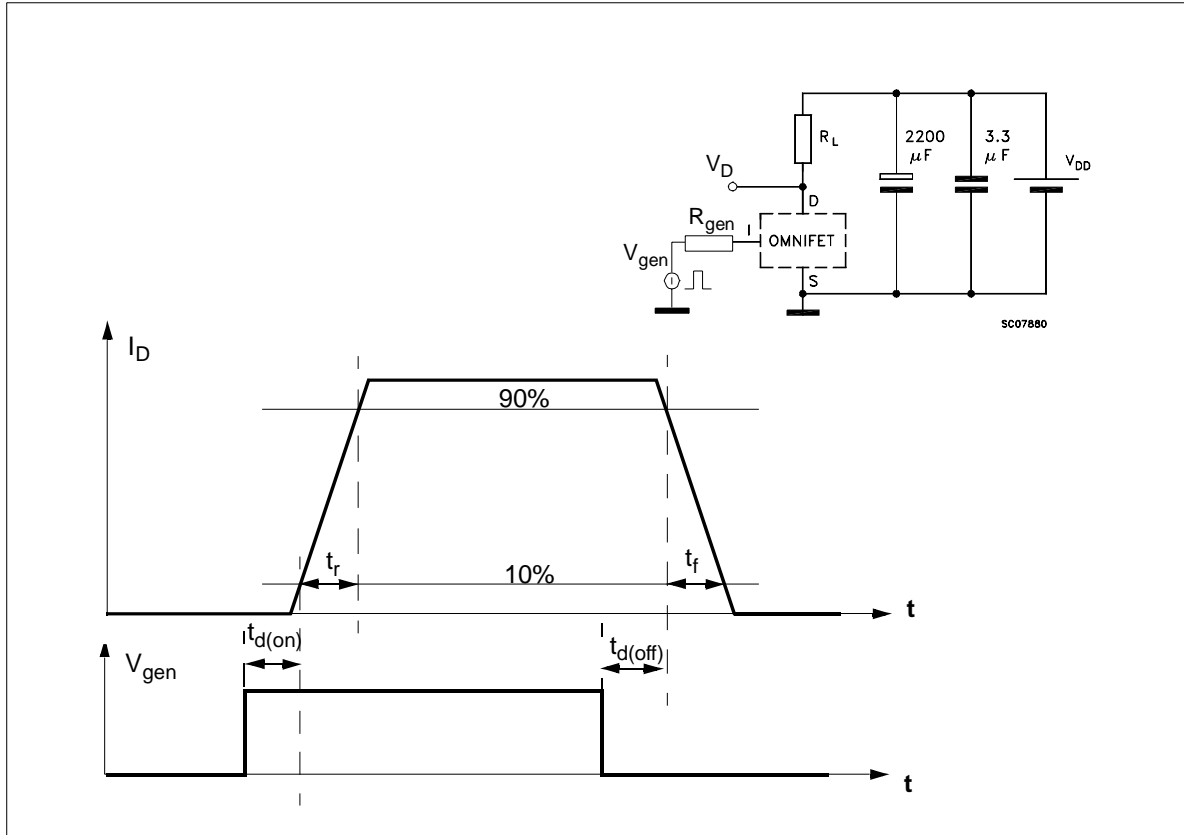 R_L
2200
µF
3.3
µF
V_DD
V_D
D
R_gen
I
OMNIFET
V_gen
S
SC07880
I_D
90%
t_r
10%
t_f
t
t_d(on)
t_d(off)
V_gen
t